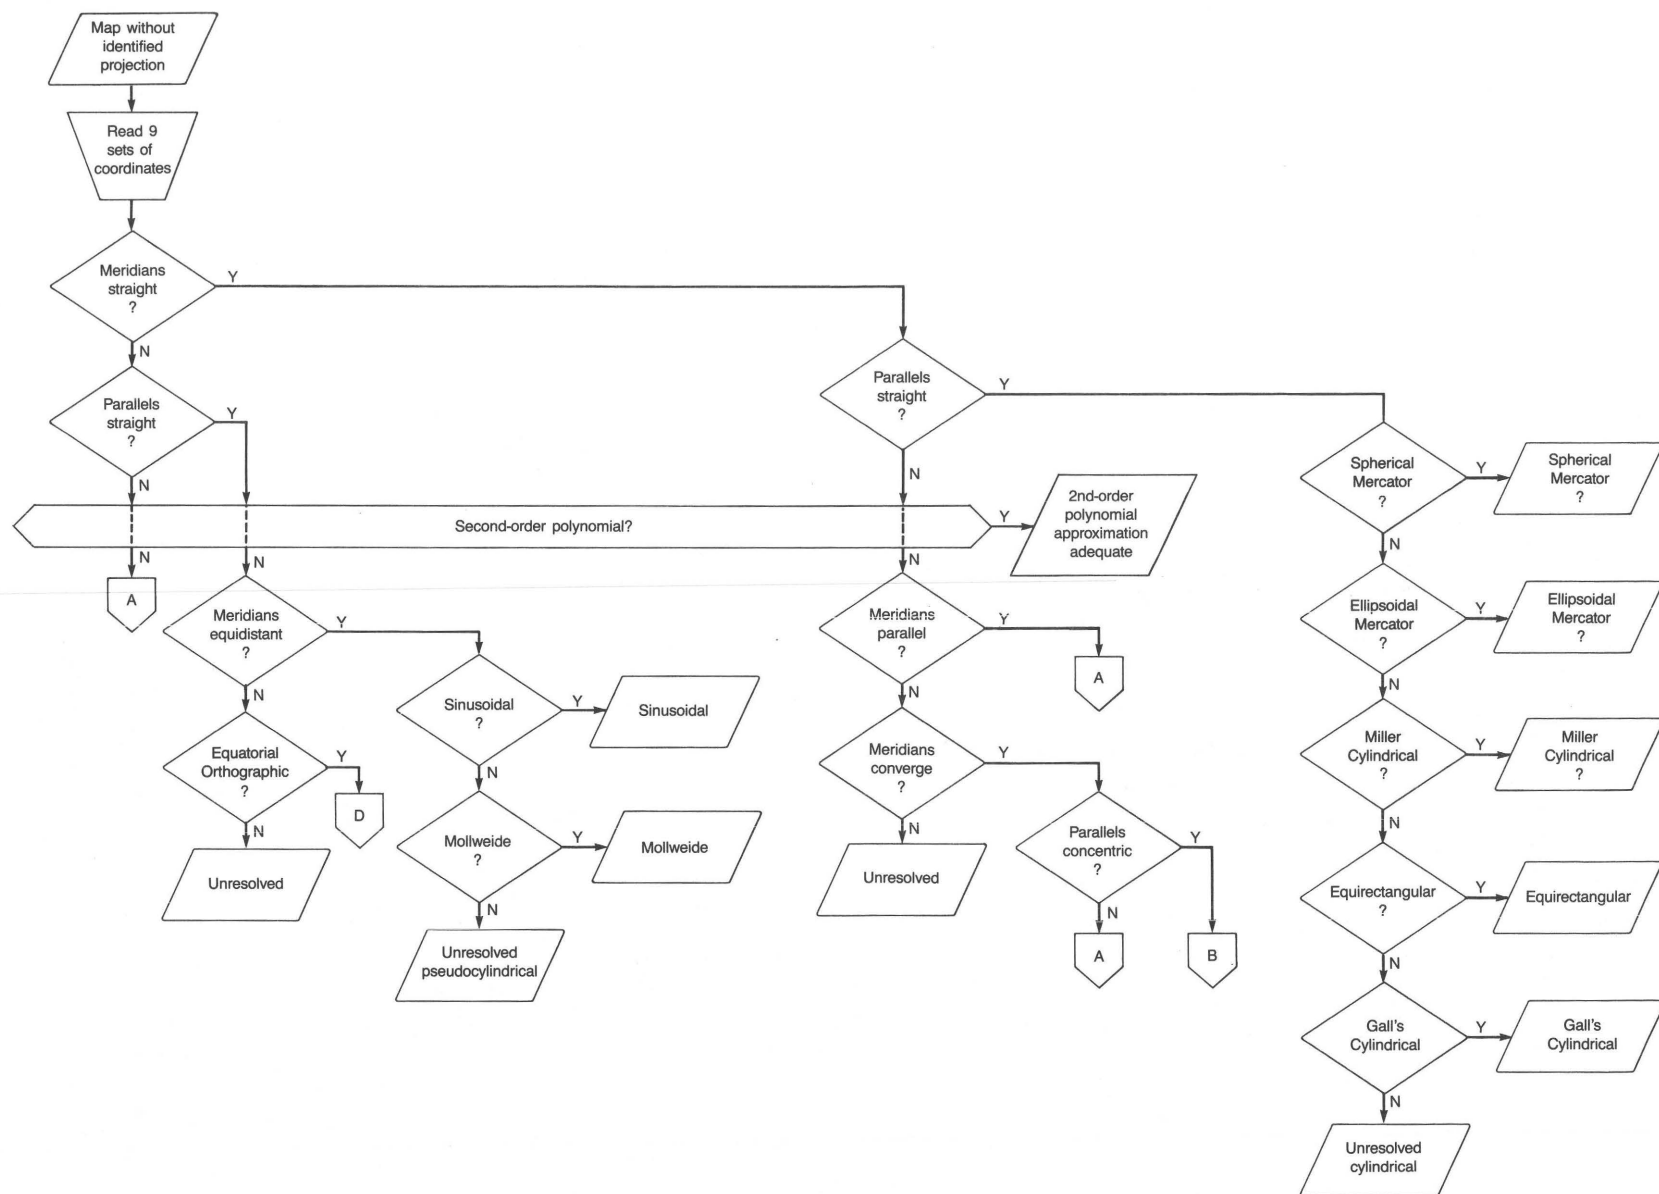 Map without
identified
projection
Read 9
sets of
coordinates
Meridians
straight
?
Y
N
Parallels
straight
?
Y
N
Parallels
straight
?
Y
N
Second-order polynomial?
Y
2nd-order
polynomial
approximation
adequate
N
A
N
Meridians
equidistant
?
Y
N
Equatorial
Orthographic
?
Y
D
N
Unresolved
Sinusoidal
?
Y
Sinusoidal
N
Mollweide
?
Y
Mollweide
N
Unresolved
pseudocylindrical
N
Meridians
parallel
?
Y
A
N
Meridians
converge
?
Y
N
Unresolved
Parallels
concentric
?
Y
N
A
B
Spherical
Mercator
?
Y
Spherical
Mercator
?
N
Ellipsoidal
Mercator
?
Y
Ellipsoidal
Mercator
?
N
Miller
Cylindrical
?
Y
Miller
Cylindrical
?
N
Equirectangular
?
Y
Equirectangular
N
Gall's
Cylindrical
?
Y
Gall's
Cylindrical
N
Unresolved
cylindrical